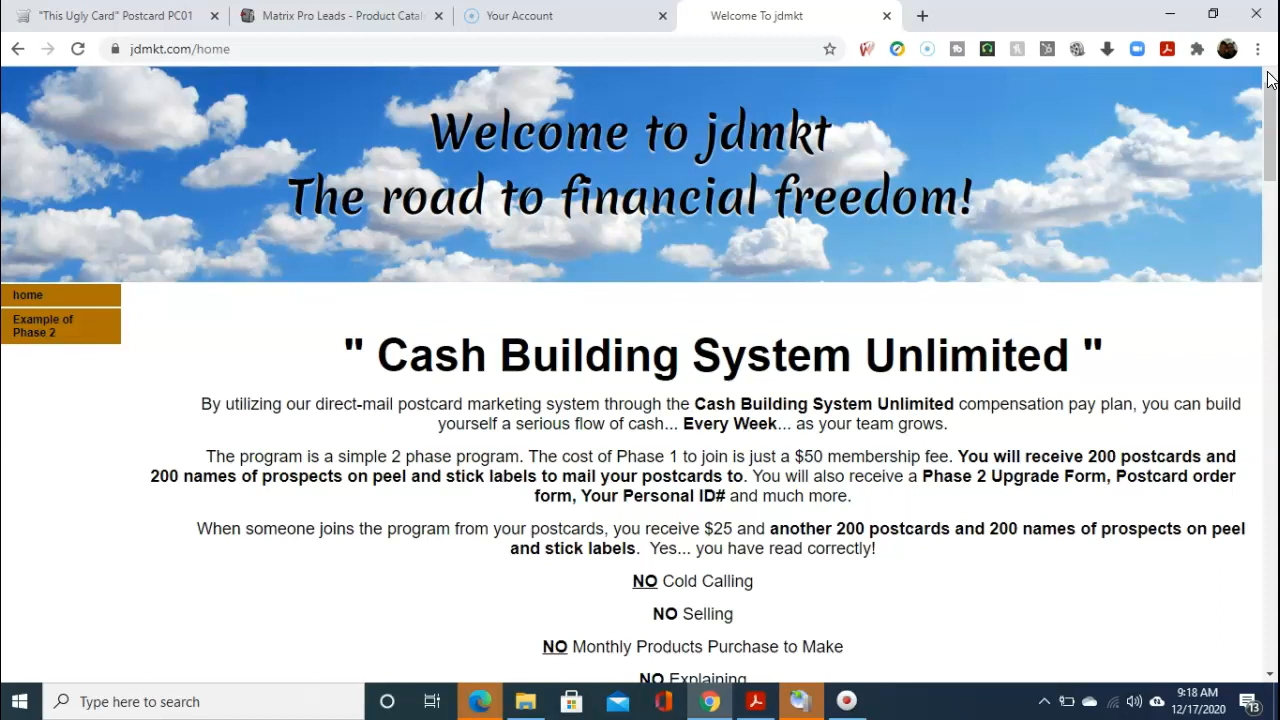 "This Ugly Card" Postcard PC01
Matrix Pro Leads - Product Catal
Your Account
Welcome To jdmkt
jdmkt.com/home
Welcome to jdmkt
The road to financial freedom!
home
Example of
Phase 2
" Cash Building System Unlimited "
By utilizing our direct-mail postcard marketing system through the Cash Building System Unlimited compensation pay plan, you can build
yourself a serious flow of cash... Every Week... as your team grows.
The program is a simple 2 phase program. The cost of Phase 1 to join is just a $50 membership fee. You will receive 200 postcards and
200 names of prospects on peel and stick labels to mail your postcards to. You will also receive a Phase 2 Upgrade Form, Postcard order
form, Your Personal ID# and much more.
When someone joins the program from your postcards, you receive $25 and another 200 postcards and 200 names of prospects on peel
and stick labels. Yes... you have read correctly!
NO Cold Calling
NO Selling
NO Monthly Products Purchase to Make
NO Explaining
Type here to search
9:18 AM
12/17/2020
13